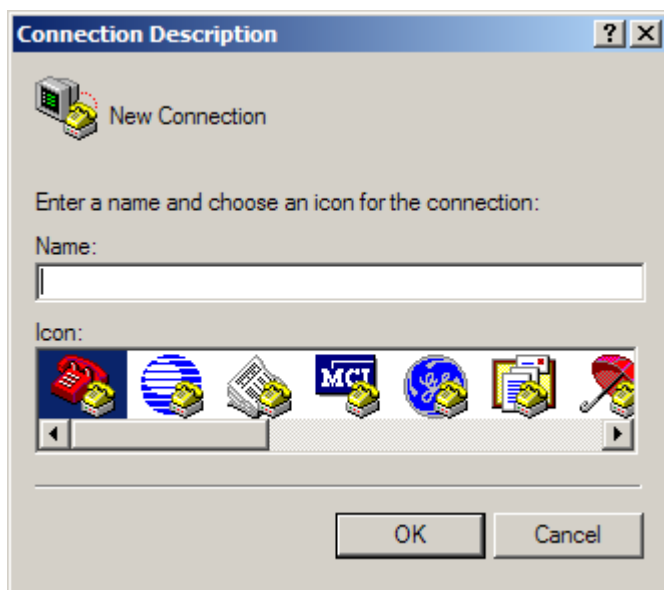 Connection Description
New Connection
Enter a name and choose an icon for the connection:
Name:
Icon:
MCI
OK Cancel